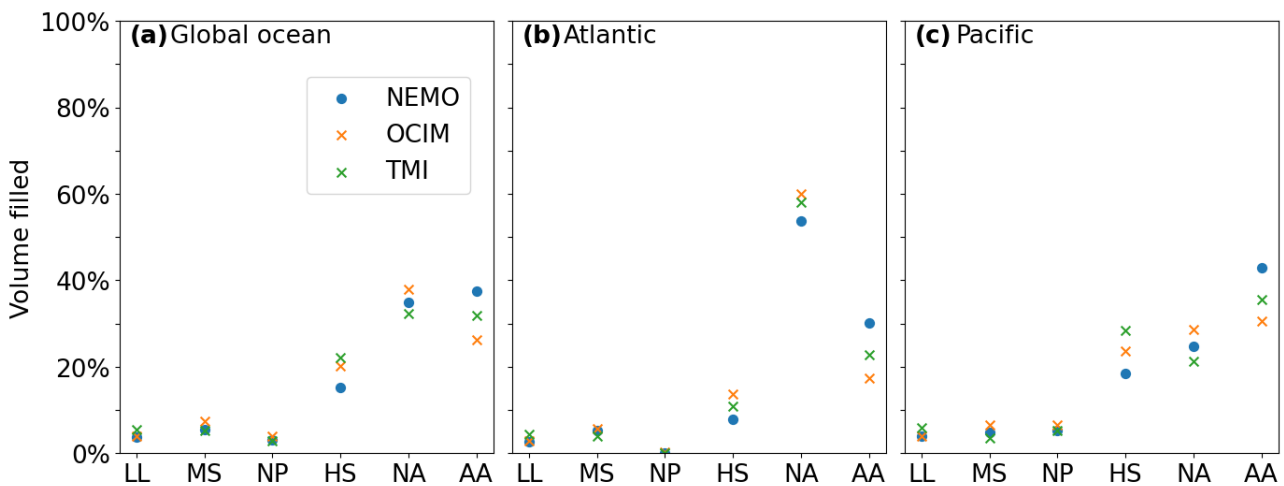 (a) Global ocean
(b) Atlantic
(c) Pacific
NEMO
OCIM
TMI
Volume filled
100%
80%
60%
40%
20%
0%
LL MS NP HS NA AA
LL MS NP HS NA AA
LL MS NP HS NA AA